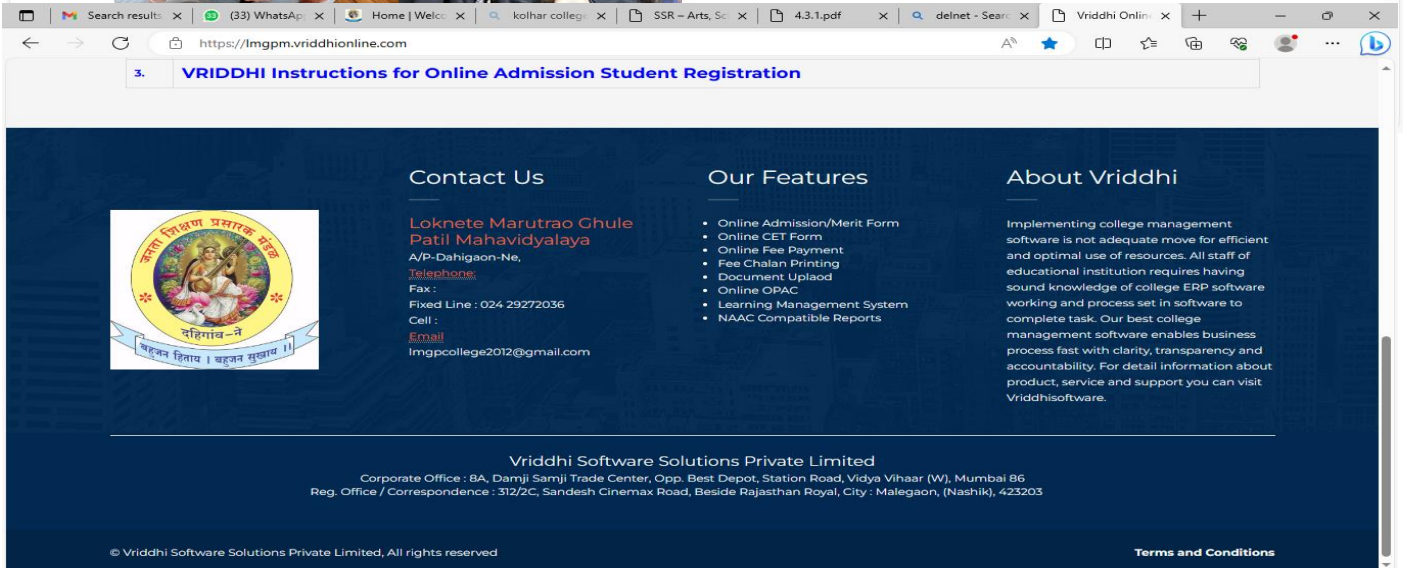 Search results
(33) WhatsAp
Home | Welco
kolhar college
SSR – Arts, Sc
4.3.1.pdf
delnet - Searc
Vriddhi Onlin
https://lmgpm.vriddhionline.com
3. VRIDDHI Instructions for Online Admission Student Registration
जनता शिक्षण प्रसारक मंडळ
दहिगांव-ने
बहुजन हिताय । बहुजन सुखाय ।।
Contact Us
Loknete Marutrao Ghule
Patil Mahavidyalaya
A/P-Dahigaon-Ne,
Telephone:
Fax :
Fixed Line : 024 29272036
Cell :
Email
lmgpcollege2012@gmail.com
Our Features
• Online Admission/Merit Form
• Online CET Form
• Online Fee Payment
• Fee Chalan Printing
• Document Uplaod
• Online OPAC
• Learning Management System
• NAAC Compatible Reports
About Vriddhi
Implementing college management
software is not adequate move for efficient
and optimal use of resources. All staff of
educational institution requires having
sound knowledge of college ERP software
working and process set in software to
complete task. Our best college
management software enables business
process fast with clarity, transparency and
accountability. For detail information about
product, service and support you can visit
Vriddhisoftware.
Vriddhi Software Solutions Private Limited
Corporate Office : 8A, Damji Samji Trade Center, Opp. Best Depot, Station Road, Vidya Vihaar (W), Mumbai 86
Reg. Office / Correspondence : 312/2C, Sandesh Cinemax Road, Beside Rajasthan Royal, City : Malegaon, (Nashik), 423203
© Vriddhi Software Solutions Private Limited, All rights reserved
Terms and Conditions